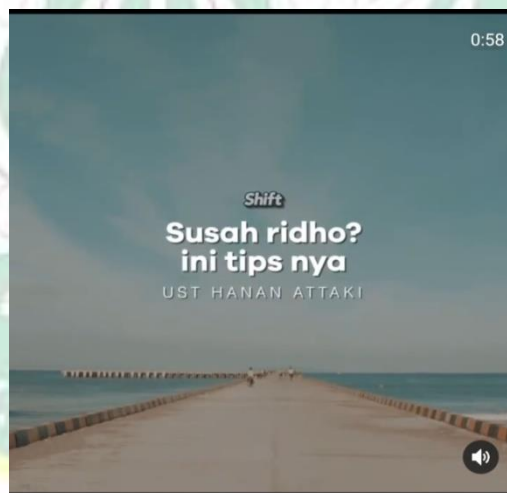 0:58
Shift
Susah ridho?
ini tips nya
UST HANAN ATTAKI